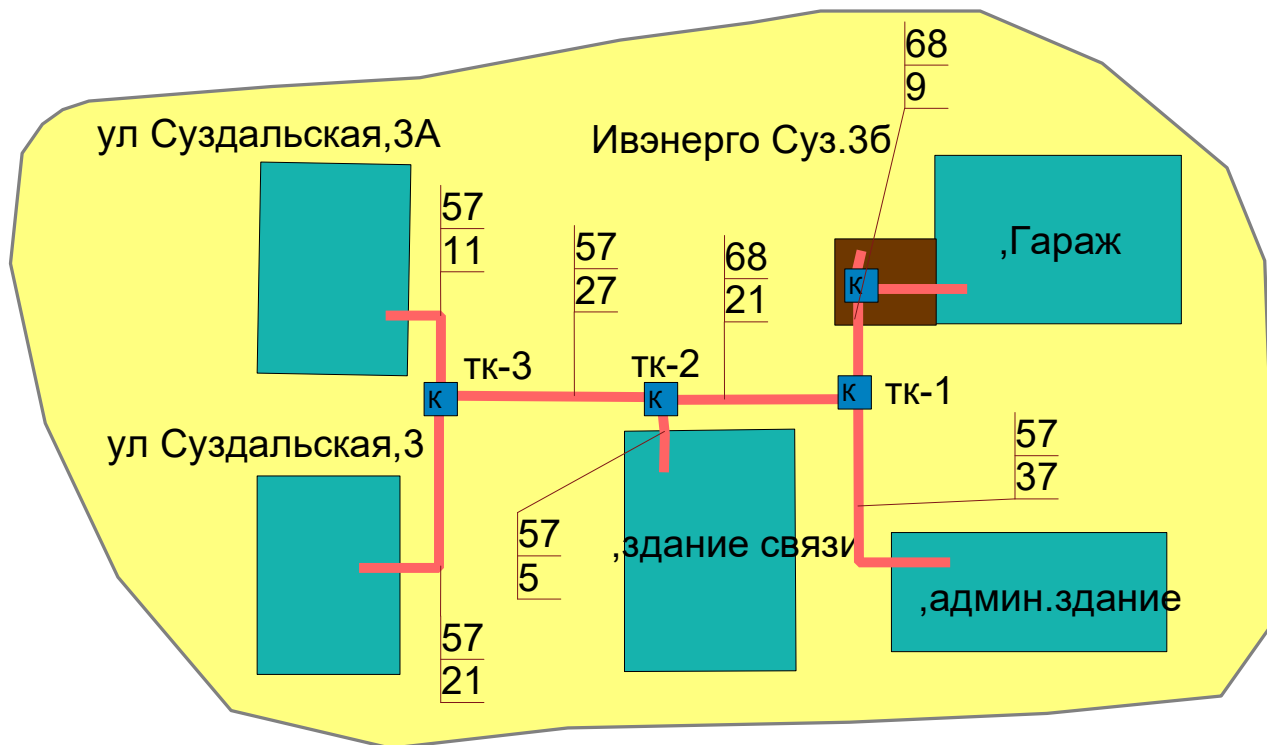 68
9
ул Суздальская,3А
Ивэнерго Суз.3б
57
11
57
27
68
21
,Гараж
К
тк-3
тк-2
К
К
К
тк-1
ул Суздальская,3
57
37
57
5
,здание связи
,админ.здание
57
21